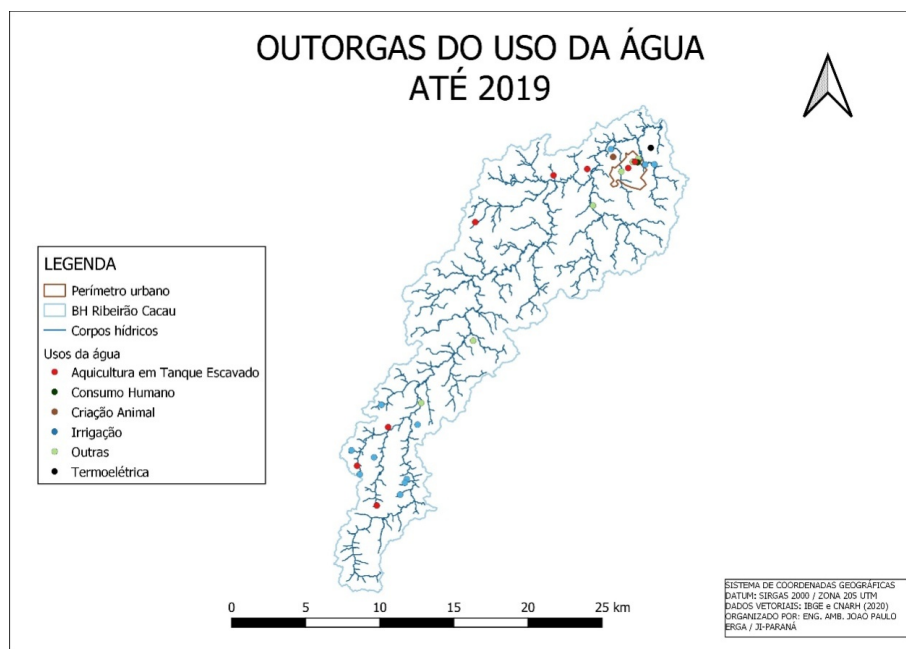 OUTORGAS DO USO DA ÁGUA
ATÉ 2019
LEGENDA
Perímetro urbano
BH Ribeirão Cacau
Corpos hídricos
Usos da água
Aquicultura em Tanque Escavado
Consumo Humano
Criação Animal
Irrigação
Outras
Termoelétrica
0 5 10 15 20 25 km
SISTEMA DE COORDENADAS GEOGRÁFICAS
DATUM: SIRGAS 2000 / ZONA 20S UTM
DADOS VETORIAIS: IBGE e CNARH (2020)
ORGANIZADO POR: ENG. AMB. JOAO PAULO
ERGA / JI-PARANÁ